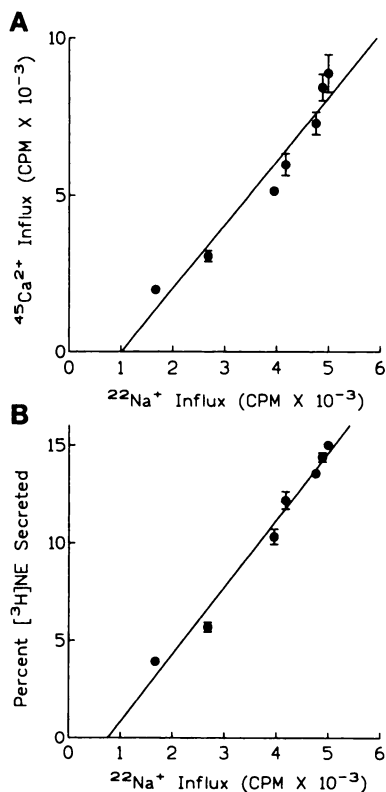 A
10
5
0
⁴⁵Ca²⁺ Influx (CPM X 10⁻³)
0 1 2 3 4 5 6
²²Na⁺ Influx (CPM X 10⁻³)
B
15
10
5
0
Percent [³H]NE Secreted
0 1 2 3 4 5 6
²²Na⁺ Influx (CPM X 10⁻³)